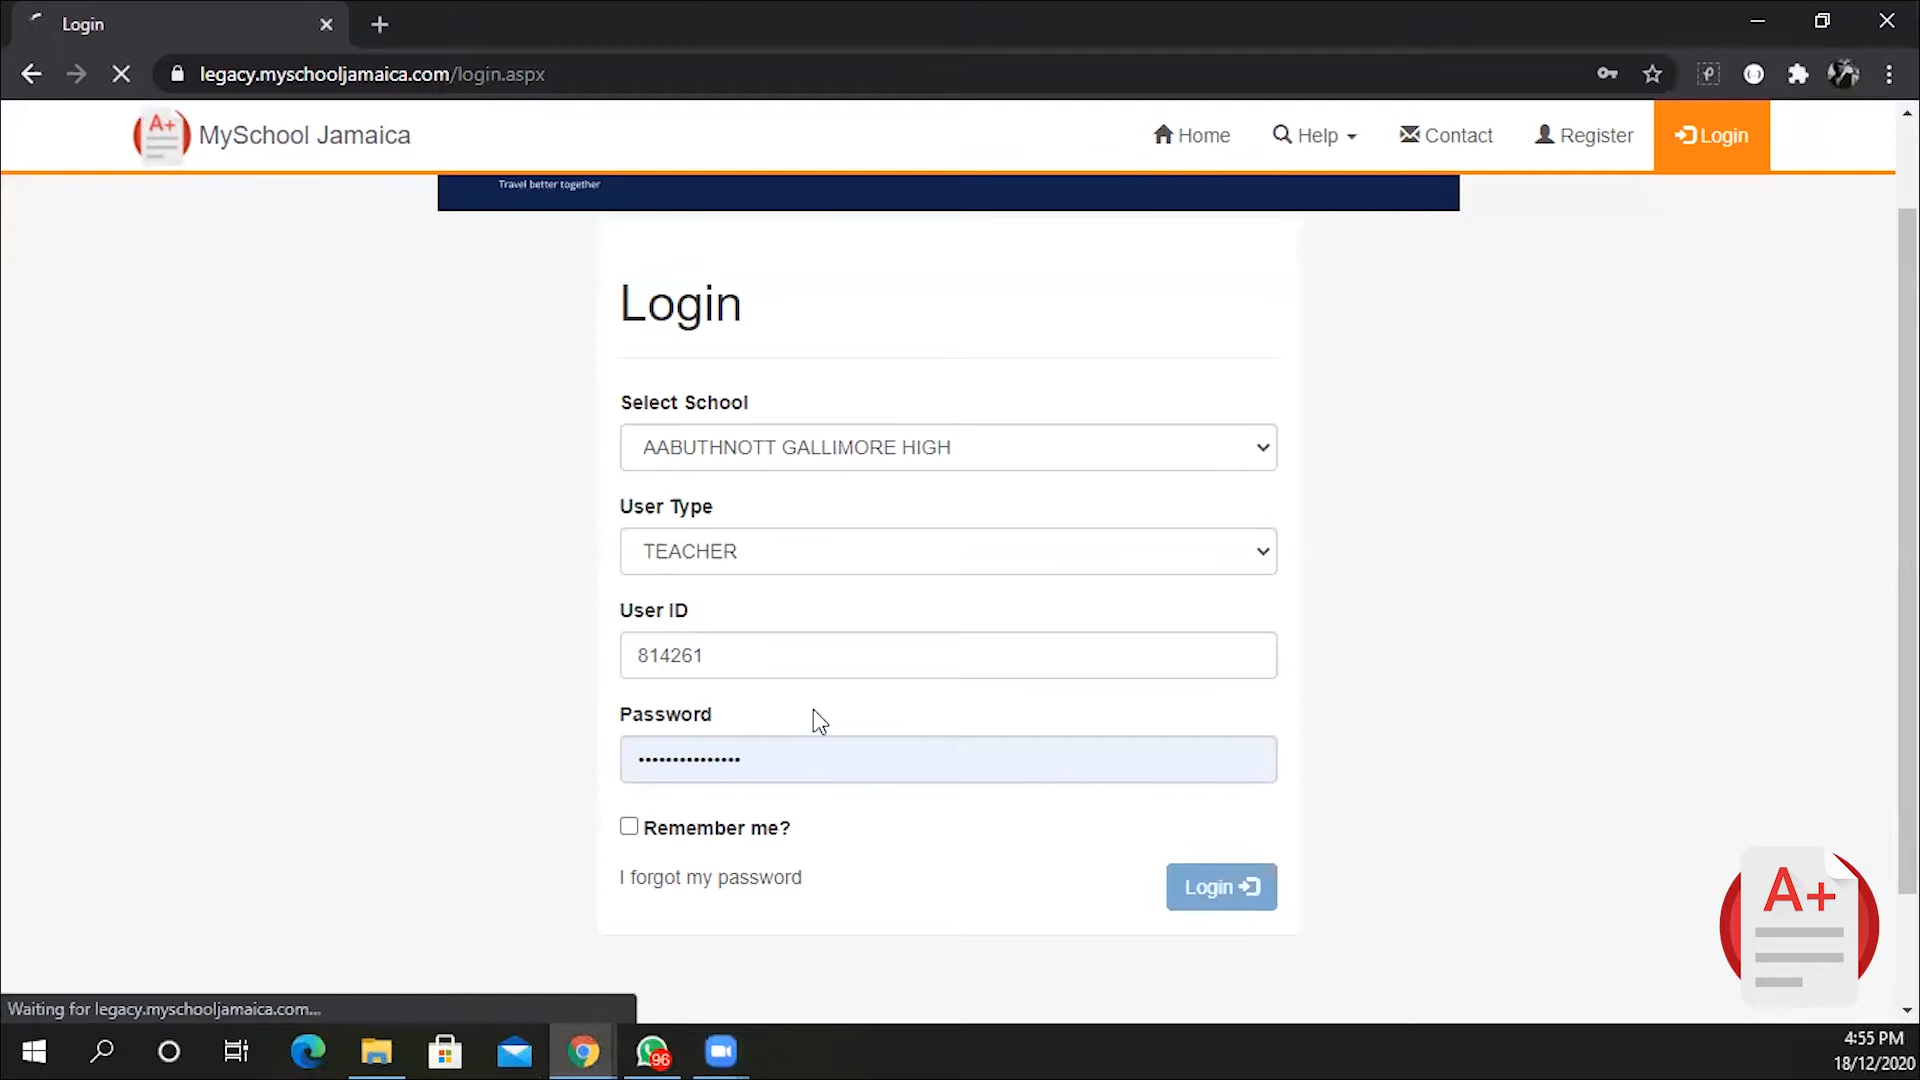 Login
legacy.myschooljamaica.com/login.aspx
A+
MySchool Jamaica
Home
Help
Contact
Register
Login
Travel better together
Login
Select School
AABUTHNOTT GALLIMORE HIGH
User Type
TEACHER
User ID
814261
Password
•••••••••••••••
Remember me?
I forgot my password
Login
A+
Waiting for legacy.myschooljamaica.com...
96
4:55 PM
18/12/2020